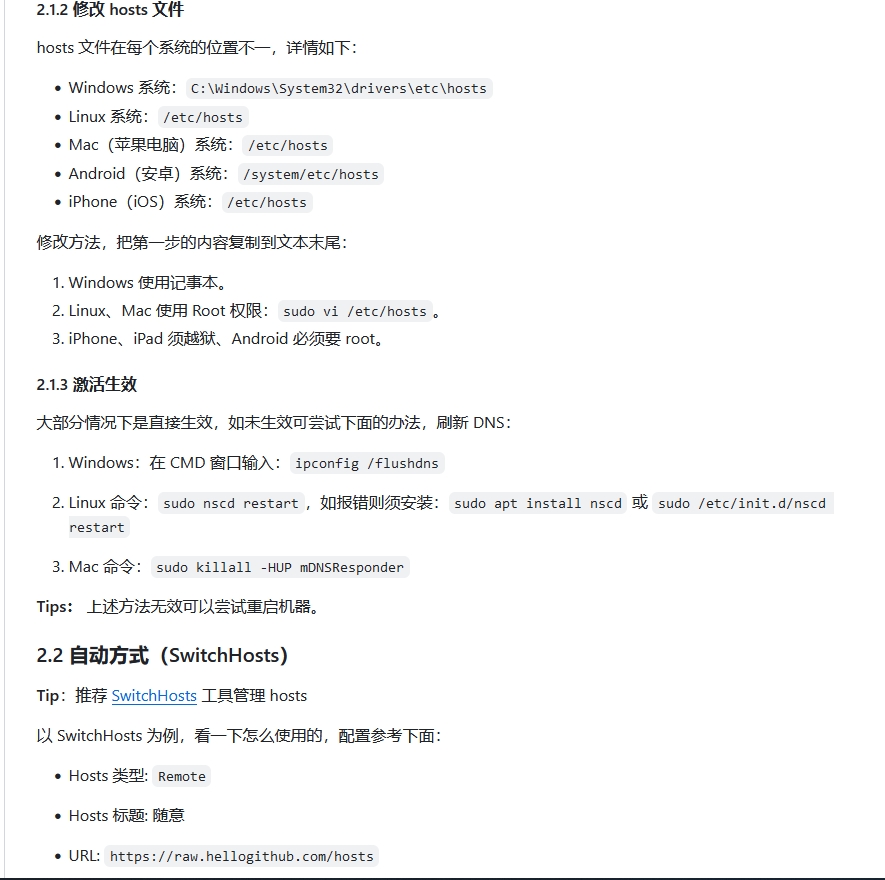 2.1.2 修改 hosts 文件
hosts 文件在每个系统的位置不一，详情如下：
• Windows 系统：C:\Windows\System32\drivers\etc\hosts
• Linux 系统：/etc/hosts
• Mac（苹果电脑）系统：/etc/hosts
• Android（安卓）系统：/system/etc/hosts
• iPhone（iOS）系统：/etc/hosts
修改方法，把第一步的内容复制到文本末尾：
1. Windows 使用记事本。
2. Linux、Mac 使用 Root 权限：sudo vi /etc/hosts。
3. iPhone、iPad 须越狱、Android 必须要 root。
2.1.3 激活生效
大部分情况下是直接生效，如未生效可尝试下面的办法，刷新 DNS：
1. Windows：在 CMD 窗口输入：ipconfig /flushdns
2. Linux 命令：sudo nscd restart，如报错则须安装：sudo apt install nscd 或 sudo /etc/init.d/nscd
restart
3. Mac 命令：sudo killall -HUP mDNSResponder
Tips： 上述方法无效可以尝试重启机器。
2.2 自动方式（SwitchHosts）
Tip：推荐 SwitchHosts 工具管理 hosts
以 SwitchHosts 为例，看一下怎么使用的，配置参考下面：
• Hosts 类型: Remote
• Hosts 标题: 随意
• URL: https://raw.hellogithub.com/hosts